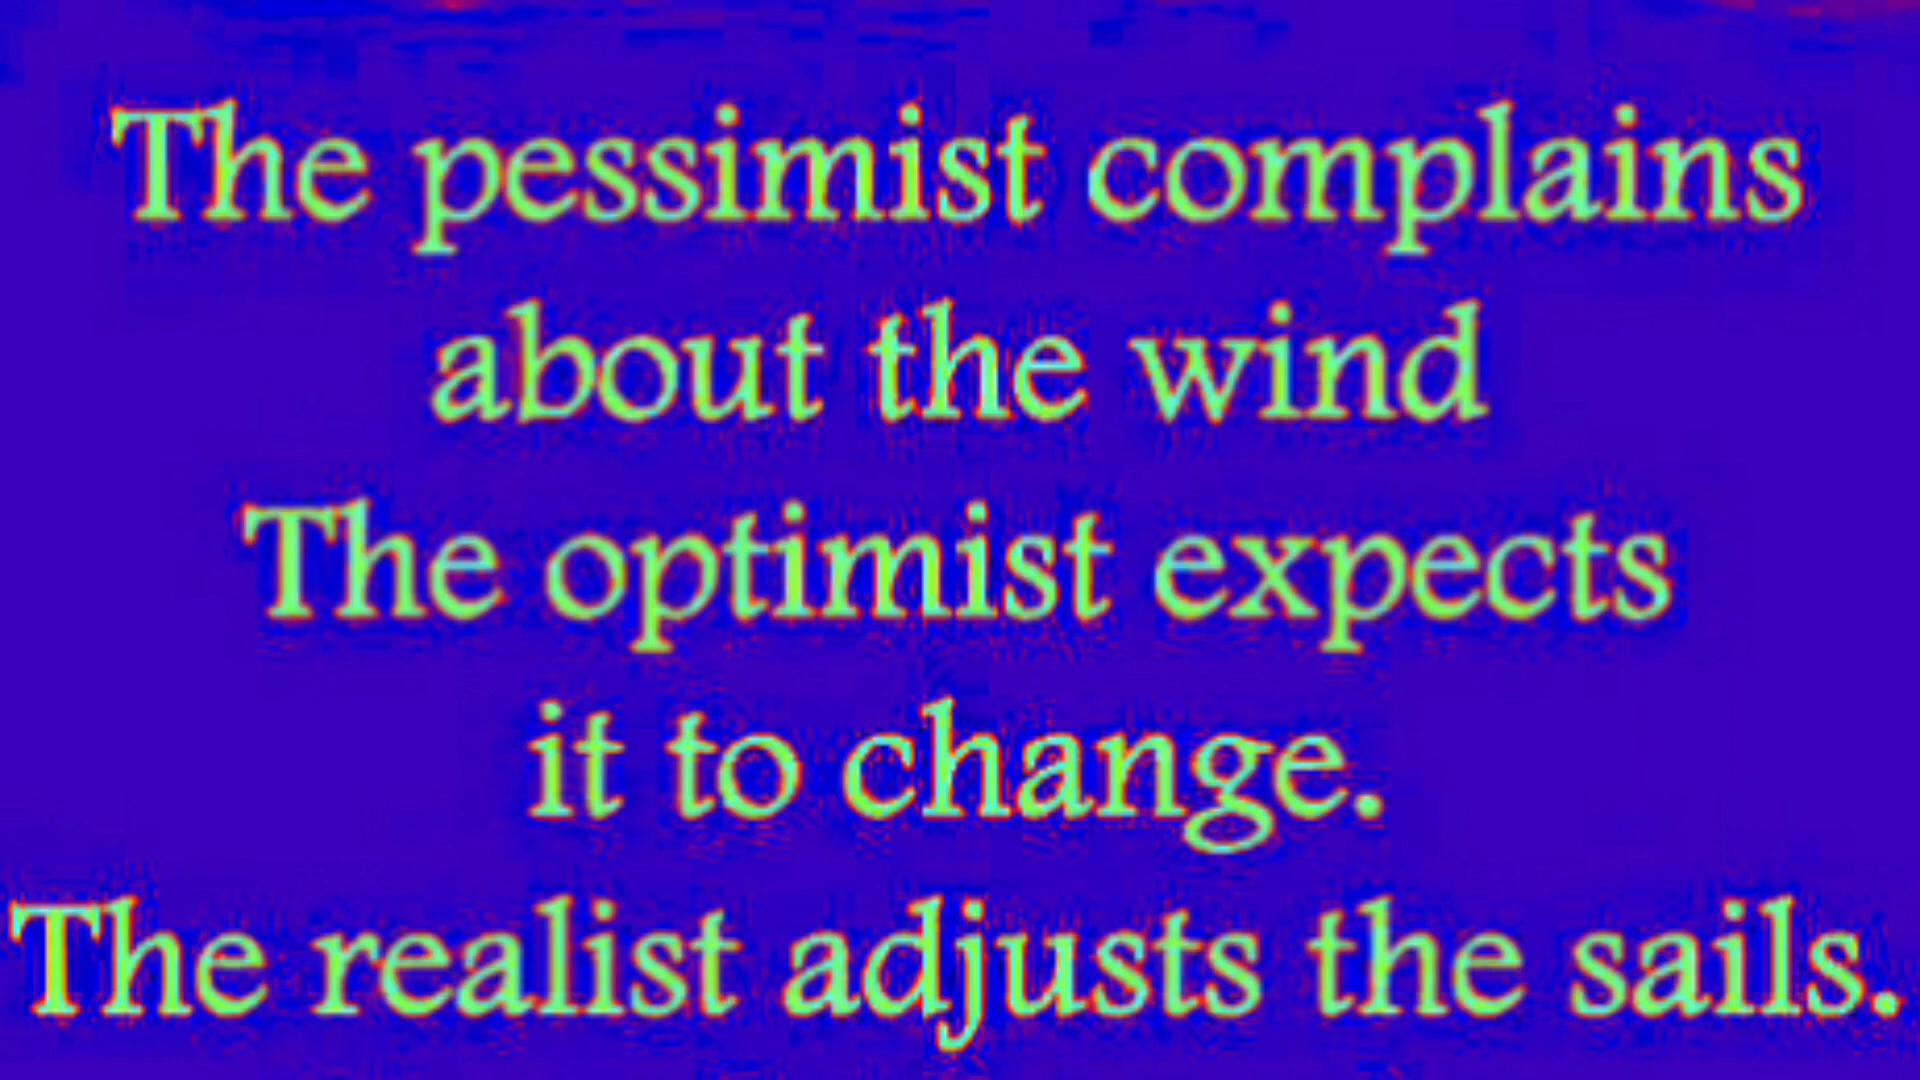 The pessimist complains
about the wind
The optimist expects
it to change.
The realist adjusts the sails.